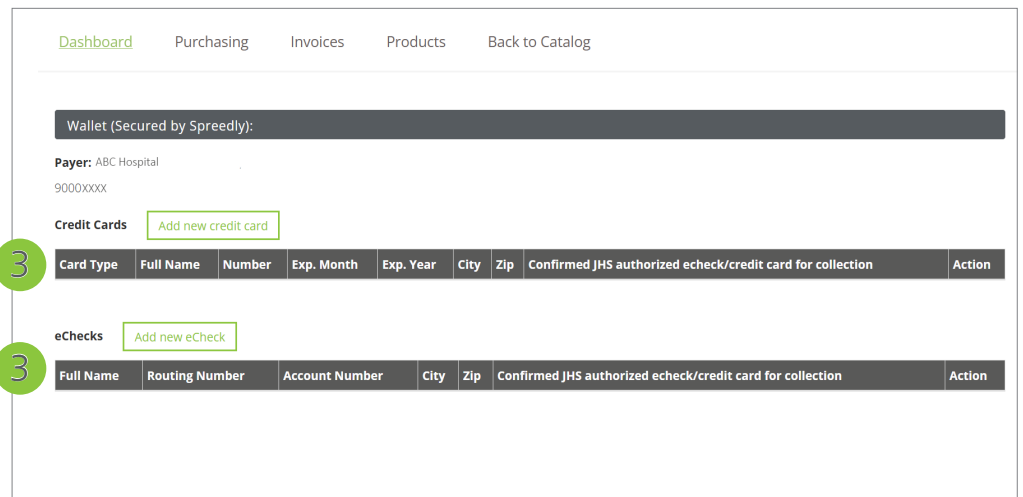 Dashboard Purchasing Invoices Products Back to Catalog
Wallet (Secured by Spreedly):
Payer: ABC Hospital
9000XXXX
Credit Cards Add new credit card
3 Card Type Full Name Number Exp. Month Exp. Year City Zip Confirmed JHS authorized echeck/credit card for collection Action
eChecks Add new eCheck
3 Full Name Routing Number Account Number City Zip Confirmed JHS authorized echeck/credit card for collection Action